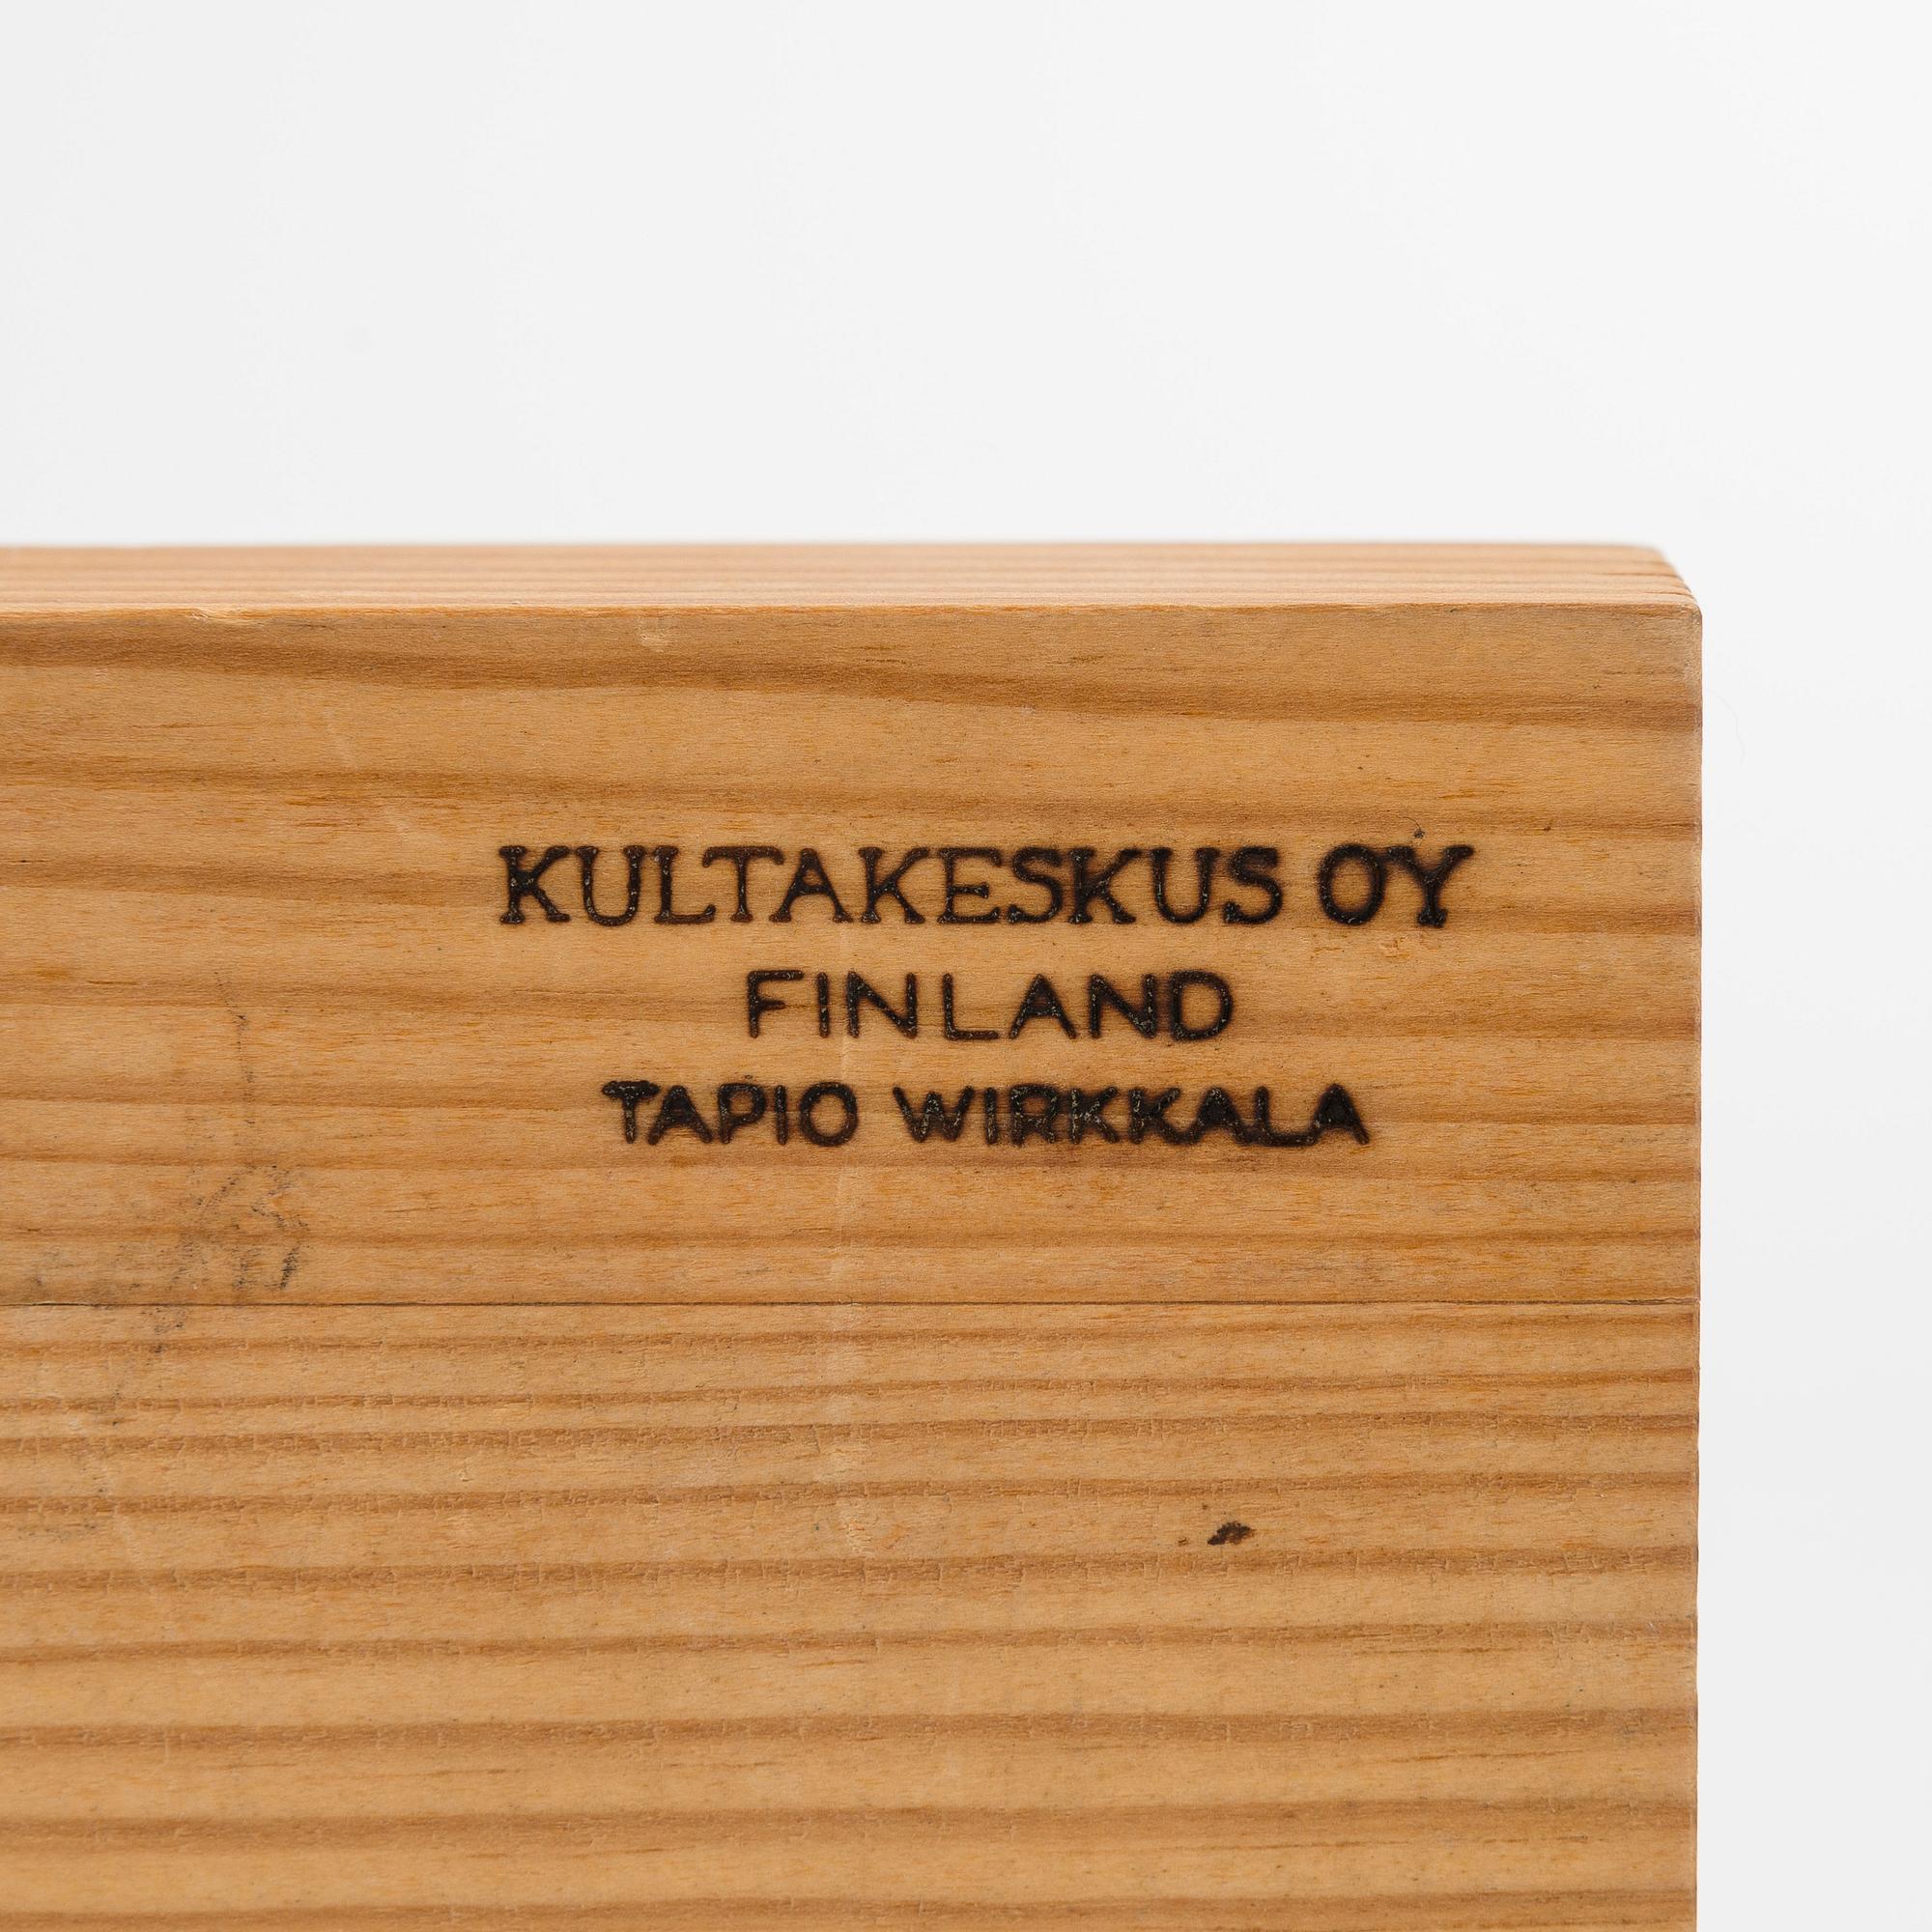 KULTAKESKUS OY
FINLAND
TAPIO WIRKKALA